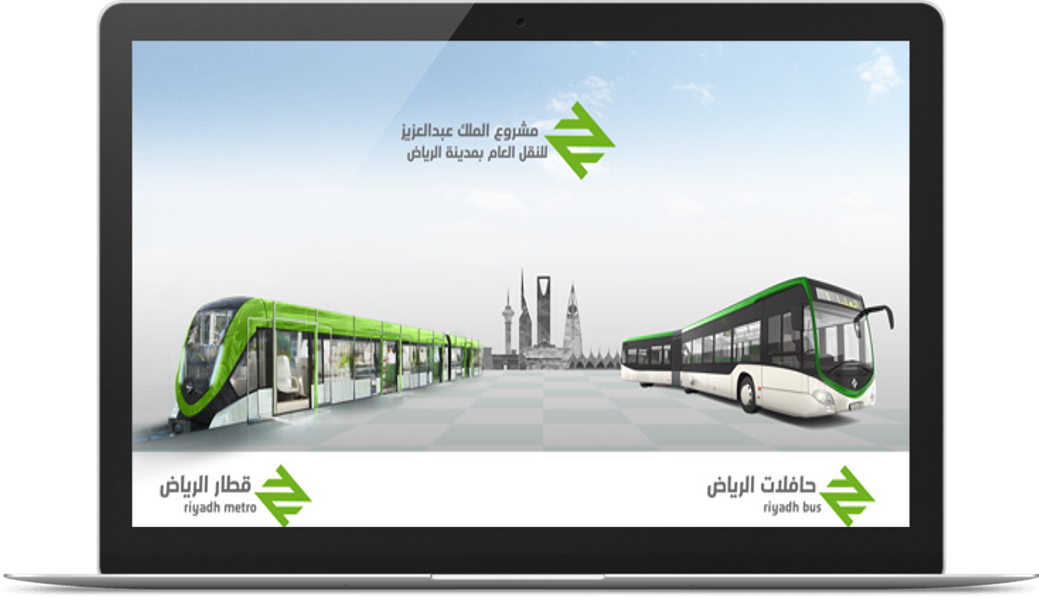 مشروع الملك عبدالعزيز
للنقل العام بمدينة الرياض
قطار الرياض
riyadh metro
حافلات الرياض
riyadh bus